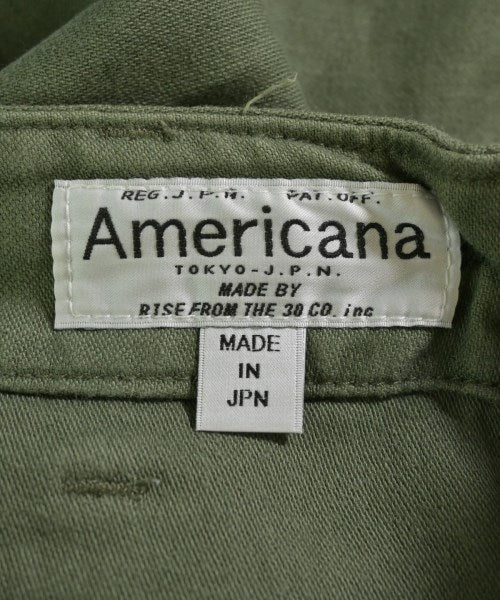 REG.J.P.N. PAT.OFF.
Americana
TOKYO-J.P.N.
MADE BY
RISE FROM THE 30 CO. inc
MADE
IN
JPN